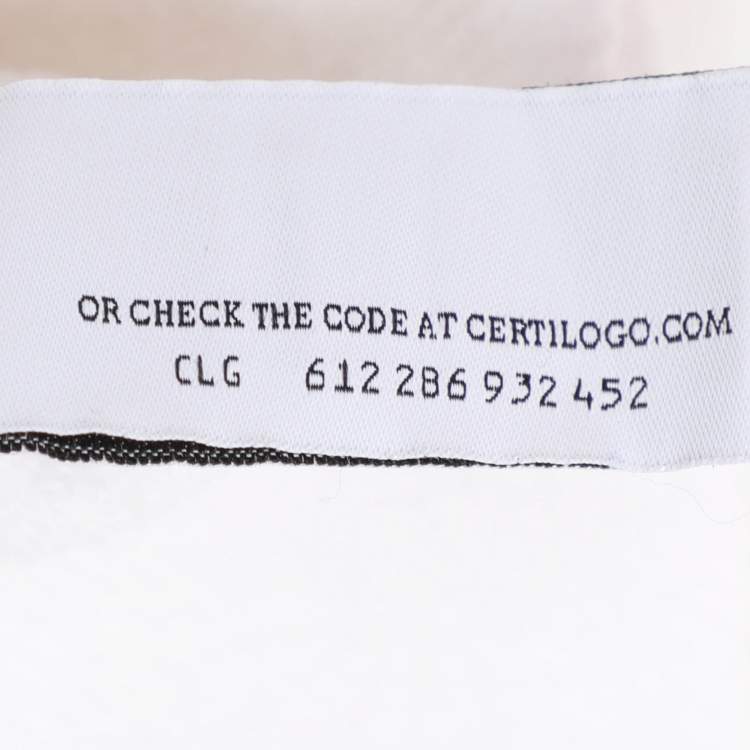 OR CHECK THE CODE AT CERTILOGO.COM
CLG 612 286 932 452